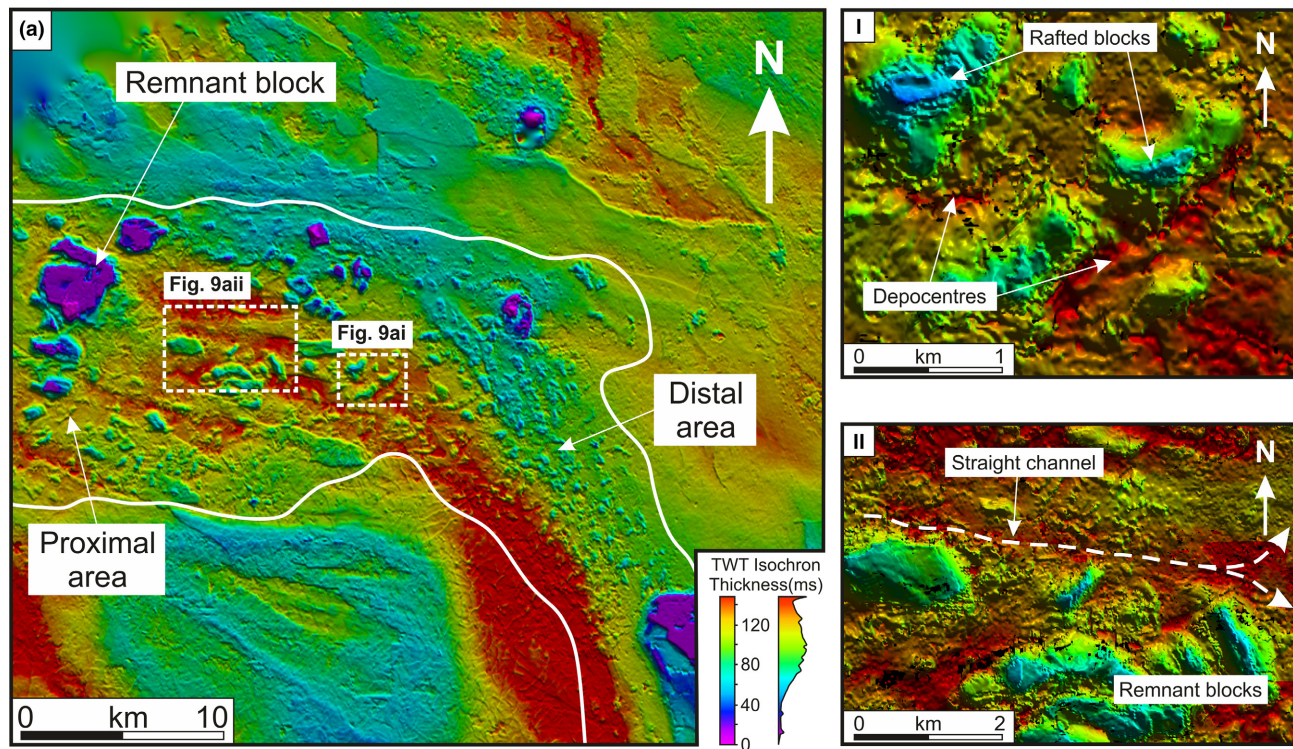 (a)
Remnant block
N
Fig. 9aii
Fig. 9ai
Distal
area
Proximal
area
TWT Isochron
Thickness(ms)
120
80
40
0
0 km 10
I
Rafted blocks
N
Depocentres
0 km 1
II
Straight channel
N
Remnant blocks
0 km 2